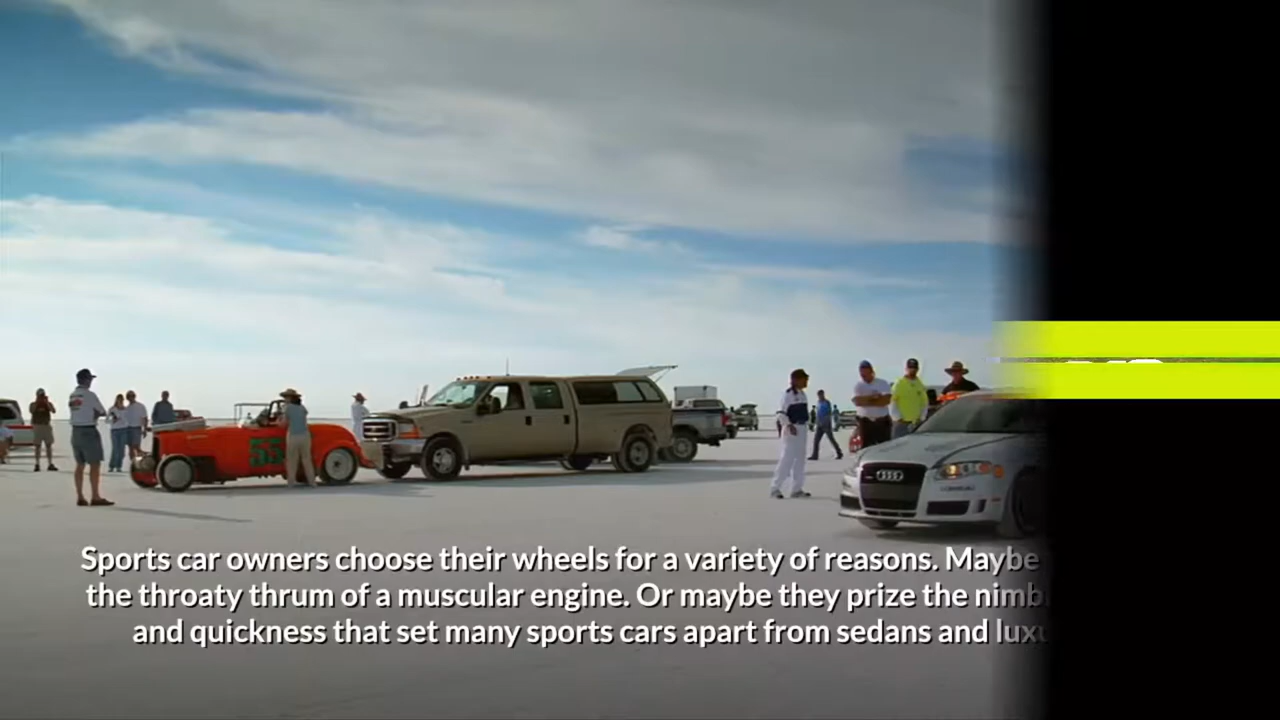 55
Sports car owners choose their wheels for a variety of reasons. Maybe
the throaty thrum of a muscular engine. Or maybe they prize the
and quickness that set many sports cars apart from sedans and